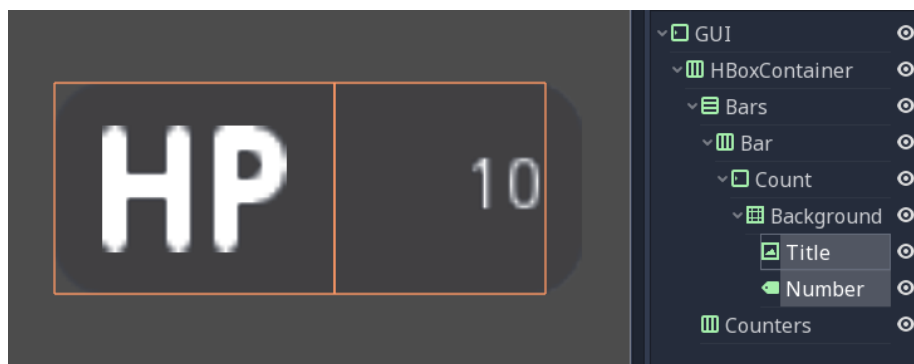 HP 10
GUI
HBoxContainer
Bars
Bar
Count
Background
Title
Number
Counters